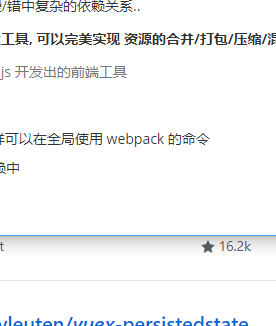 /错中复杂的依赖关系..
工具, 可以完美实现 资源的合并/打包/压缩/混
js 开发出的前端工具
可以在全局使用 webpack 的命令
赖中
t
16.2k
vleuten/vuex-persistedstate